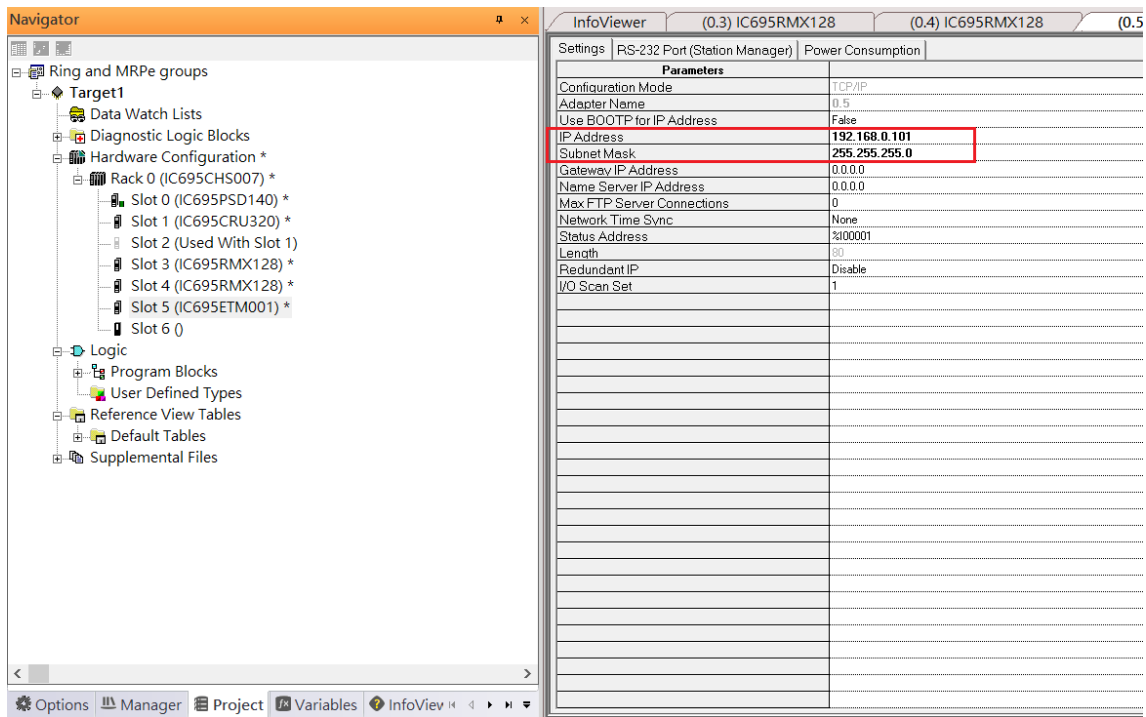 Navigator
Ring and MRPe groups
Target1
Data Watch Lists
Diagnostic Logic Blocks
Hardware Configuration *
Rack 0 (IC695CHS007) *
Slot 0 (IC695PSD140) *
Slot 1 (IC695CRU320) *
Slot 2 (Used With Slot 1)
Slot 3 (IC695RMX128) *
Slot 4 (IC695RMX128) *
Slot 5 (IC695ETM001) *
Slot 6 ()
Logic
Program Blocks
User Defined Types
Reference View Tables
Default Tables
Supplemental Files
Options Manager Project Variables InfoView
InfoViewer (0.3) IC695RMX128 (0.4) IC695RMX128 (0.5
Settings RS-232 Port (Station Manager) Power Consumption
Parameters
Configuration Mode TCP/IP
Adapter Name 0.5
Use BOOTP for IP Address False
IP Address 192.168.0.101
Subnet Mask 255.255.255.0
Gateway IP Address 0.0.0.0
Name Server IP Address 0.0.0.0
Max FTP Server Connections 0
Network Time Sync None
Status Address %I00001
Length 80
Redundant IP Disable
I/O Scan Set 1